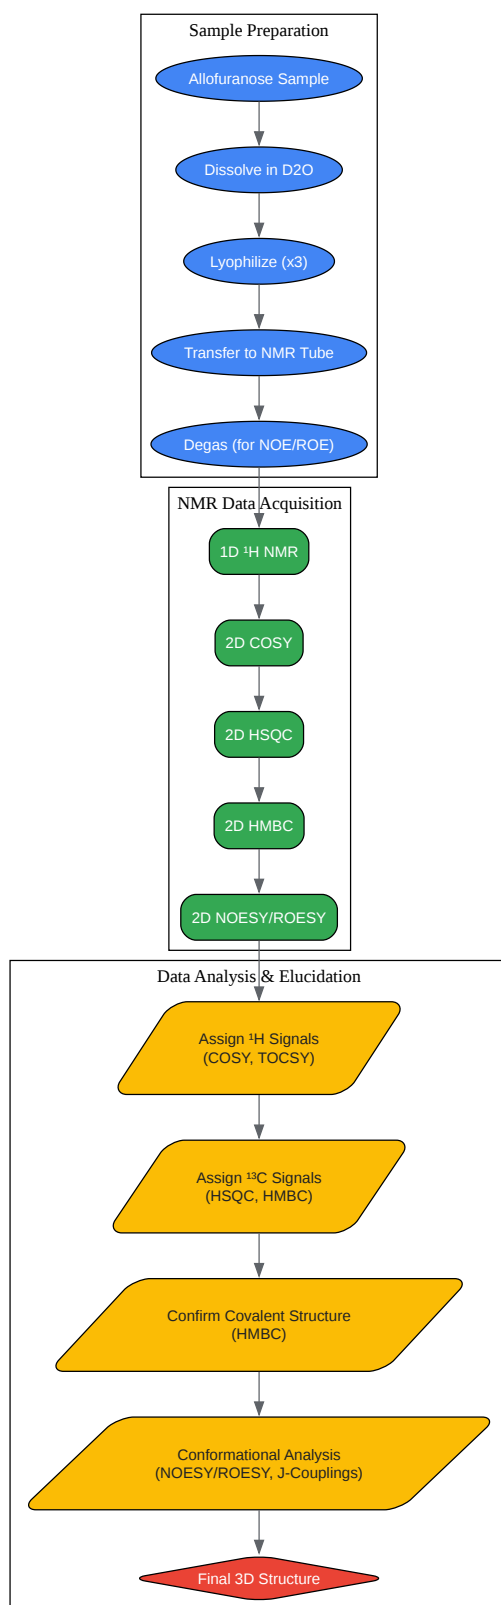 Sample Preparation
Allofuranose Sample
Dissolve in D2O
Lyophilize (x3)
Transfer to NMR Tube
Degas (for NOE/ROE)
NMR Data Acquisition
1D ¹H NMR
2D COSY
2D HSQC
2D HMBC
2D NOESY/ROESY
Data Analysis & Elucidation
Assign ¹H Signals
(COSY, TOCSY)
Assign ¹³C Signals
(HSQC, HMBC)
Confirm Covalent Structure
(HMBC)
Conformational Analysis
(NOESY/ROESY, J-Couplings)
Final 3D Structure